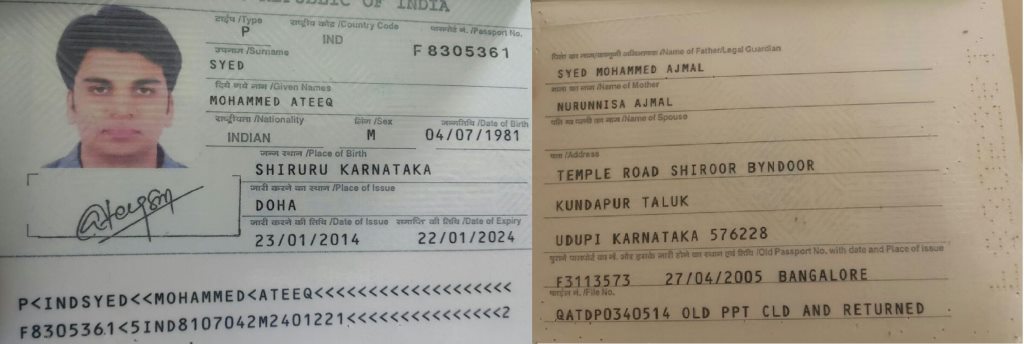 REPUBLIC OF INDIA
टाईप /Type
राष्ट्रीय कोड /Country Code
पासपोर्ट नं. /Passport No.
P
IND
F 8305361
उपनाम /Surname
SYED
दिये गये नाम /Given Names
MOHAMMED ATEEQ
राष्ट्रीयता /Nationality
लिंग /Sex
जन्मतिथि /Date of Birth
INDIAN
M
04/07/1981
जन्म स्थान /Place of Birth
SHIRURU KARNATAKA
जारी करने का स्थान /Place of Issue
DOHA
जारी करने की तिथि /Date of Issue
समाप्ति की तिथि /Date of Expiry
23/01/2014
22/01/2024
P<INDSYED<<MOHAMMED<ATEEQ<<<<<<<<<<<<<<<<<<<
F8305361<5IND8107042M2401221<<<<<<<<<<<<<<<2
पिता का नाम/कानूनी अभिभावक /Name of Father/Legal Guardian
SYED MOHAMMED AJMAL
माता का नाम /Name of Mother
NURUNNISA AJMAL
पति या पत्नी का नाम /Name of Spouse
पता /Address
TEMPLE ROAD SHIROOR BYNDOOR
KUNDAPUR TALUK
UDUPI KARNATAKA 576228
पुराने पासपोर्ट का नं. और इसके जारी होने का स्थान एवं तिथि /Old Passport No. with date and Place of issue
F3113573 27/04/2005 BANGALORE
फाईल नं. /File No.
QATDP0340514 OLD PPT CLD AND RETURNED